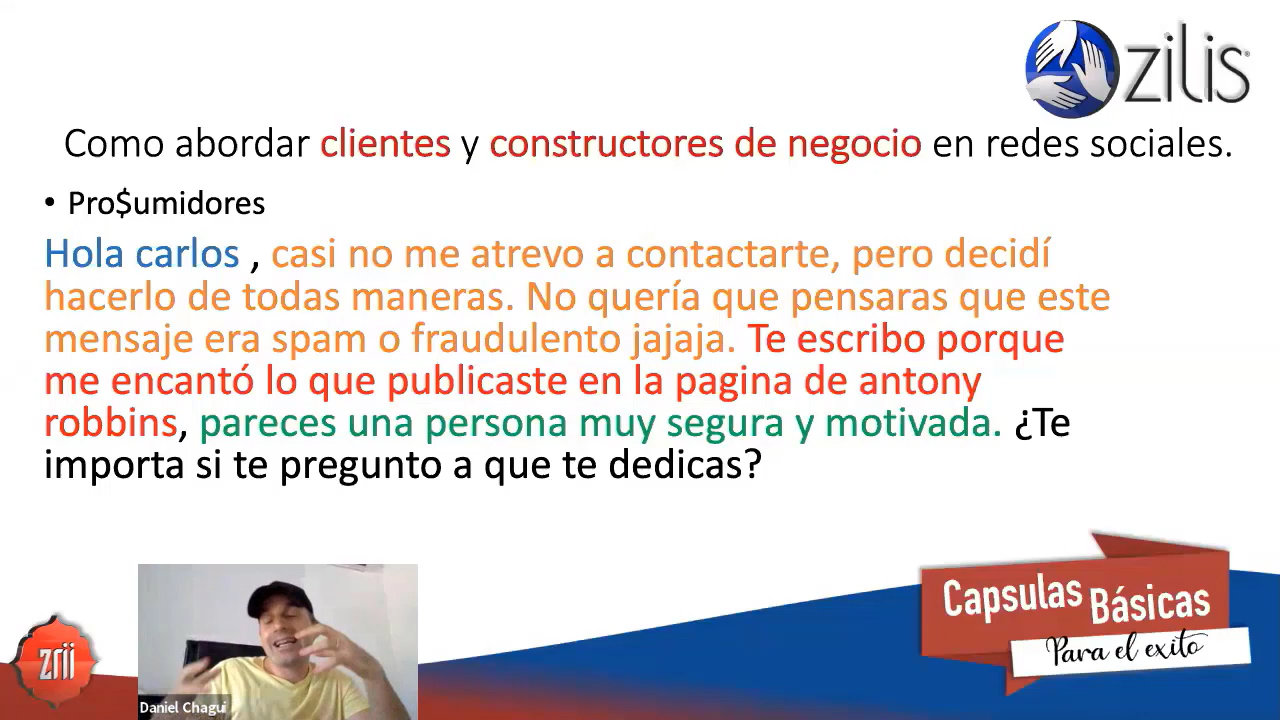 zilis
Como abordar clientes y constructores de negocio en redes sociales.
• Pro$umidores
Hola carlos , casi no me atrevo a contactarte, pero decidí
hacerlo de todas maneras. No quería que pensaras que este
mensaje era spam o fraudulento jajaja. Te escribo porque
me encantó lo que publicaste en la pagina de antony
robbins, pareces una persona muy segura y motivada. ¿Te
importa si te pregunto a que te dedicas?
Capsulas Básicas
Para el exito
zrii
Daniel Chagui